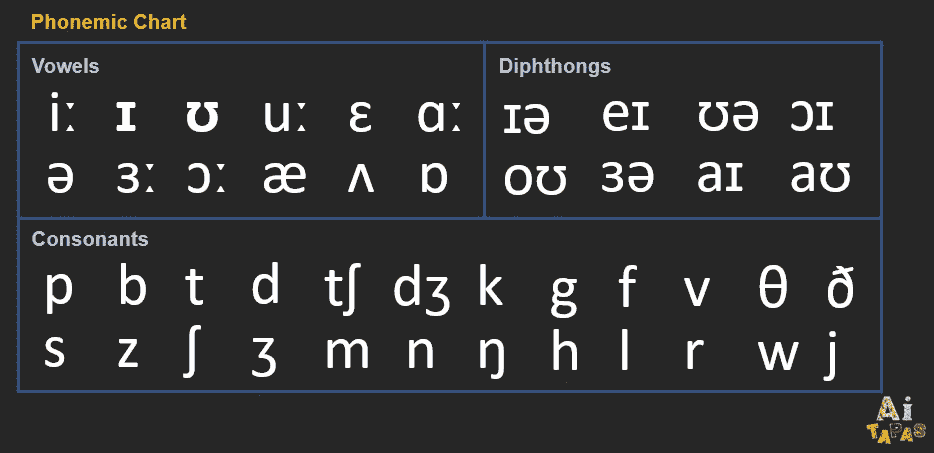 Phonemic Chart
Vowels
iː ɪ ʊ uː ɛ ɑː
ə ɜː ɔː æ ʌ ɒ
Diphthongs
ɪə eɪ ʊə ɔɪ
oʊ ɜə aɪ aʊ
Consonants
p b t d tʃ dʒ k g f v θ ð
s z ʃ ʒ m n ŋ h l r w j
Ai
TAPAS